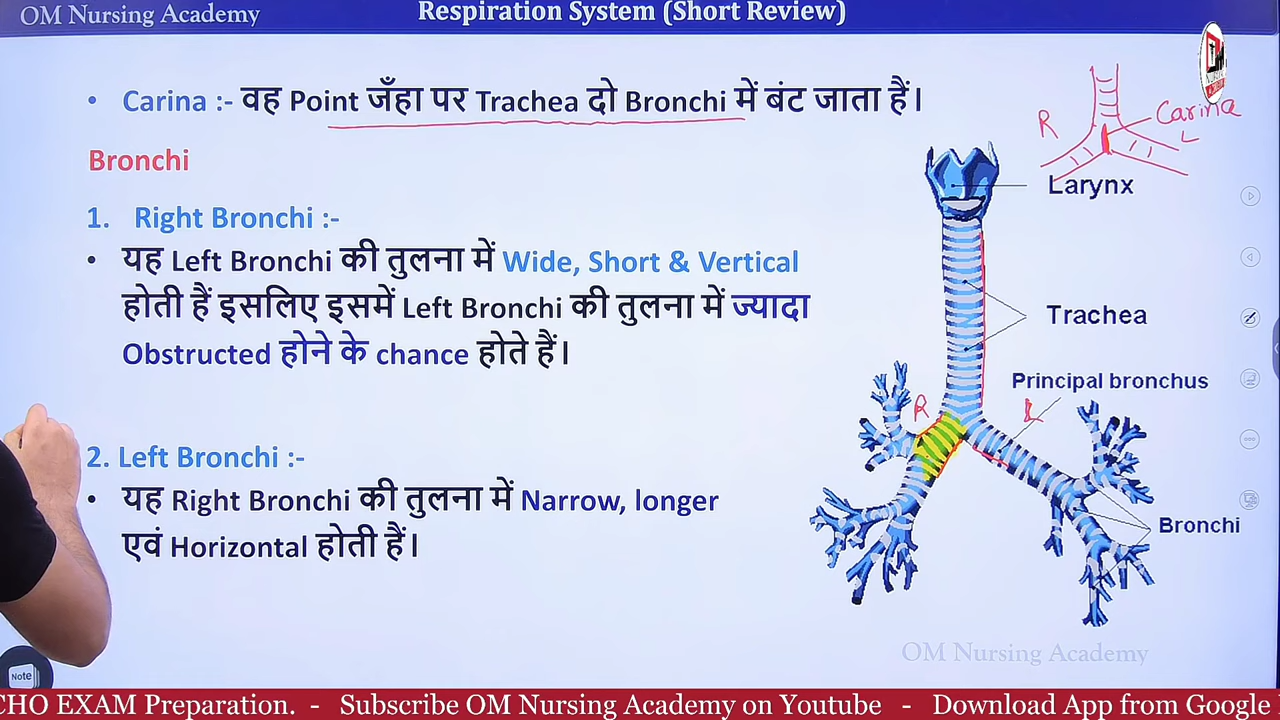 OM Nursing Academy
Respiration System (Short Review)
• Carina :- वह Point जँहा पर Trachea दो Bronchi में बंट जाता हैं।
Bronchi
1. Right Bronchi :-
• यह Left Bronchi की तुलना में Wide, Short & Vertical
होती हैं इसलिए इसमें Left Bronchi की तुलना में ज्यादा
Obstructed होने के chance होते हैं।
2. Left Bronchi :-
• यह Right Bronchi की तुलना में Narrow, longer
एवं Horizontal होती हैं।
R
Carina
L
Larynx
Trachea
Principal bronchus
R
L
Bronchi
OM Nursing Academy
Note
CHO EXAM Preparation. - Subscribe OM Nursing Academy on Youtube - Download App from Google